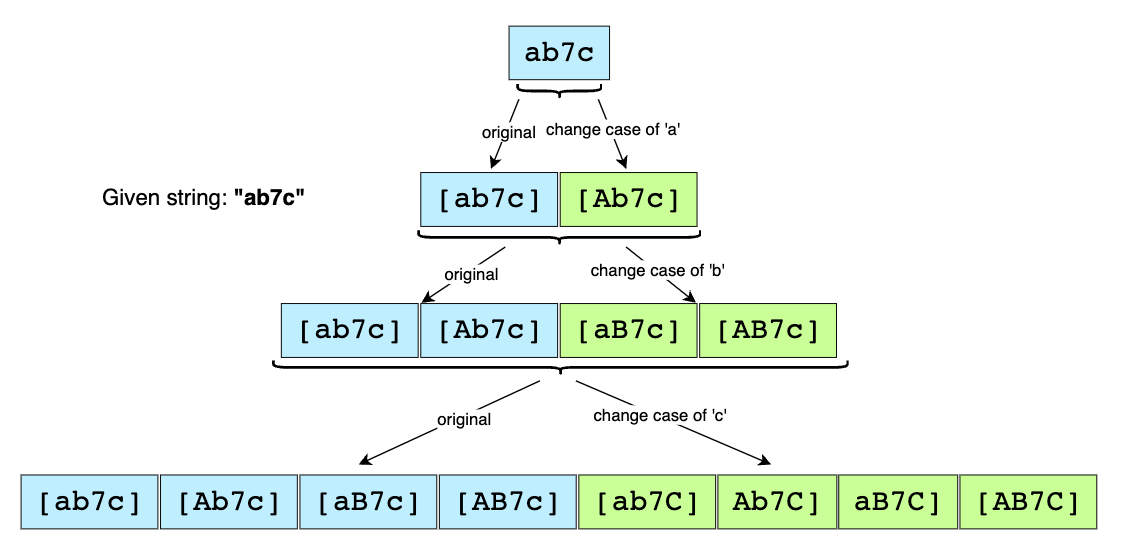 ab7c
original change case of 'a'
Given string: "ab7c"
[ab7c] [Ab7c]
original change case of 'b'
[ab7c] [Ab7c] [aB7c] [AB7c]
original change case of 'c'
[ab7c] [Ab7c] [aB7c] [AB7c] [ab7C] Ab7C] aB7C] [AB7C]